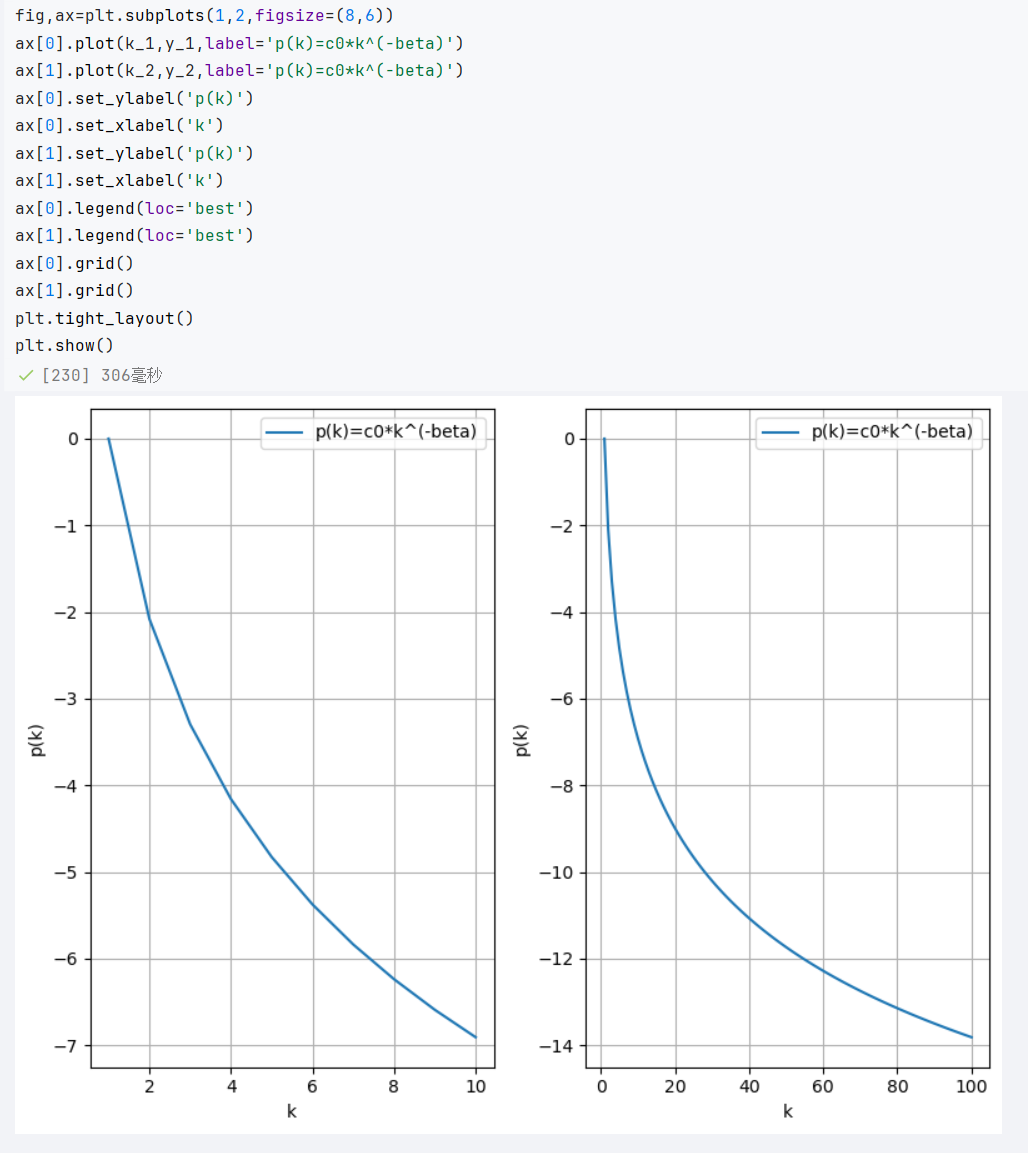 fig,ax=plt.subplots(1,2,figsize=(8,6))
ax[0].plot(k_1,y_1,label='p(k)=c0*k^(-beta)')
ax[1].plot(k_2,y_2,label='p(k)=c0*k^(-beta)')
ax[0].set_ylabel('p(k)')
ax[0].set_xlabel('k')
ax[1].set_ylabel('p(k)')
ax[1].set_xlabel('k')
ax[0].legend(loc='best')
ax[1].legend(loc='best')
ax[0].grid()
ax[1].grid()
plt.tight_layout()
plt.show()
[230] 306毫秒
p(k)=c0*k^(-beta)
0
−1
−2
−3
−4
−5
−6
−7
p(k)
2 4 6 8 10
k
p(k)=c0*k^(-beta)
0
−2
−4
−6
−8
−10
−12
−14
p(k)
0 20 40 60 80 100
k